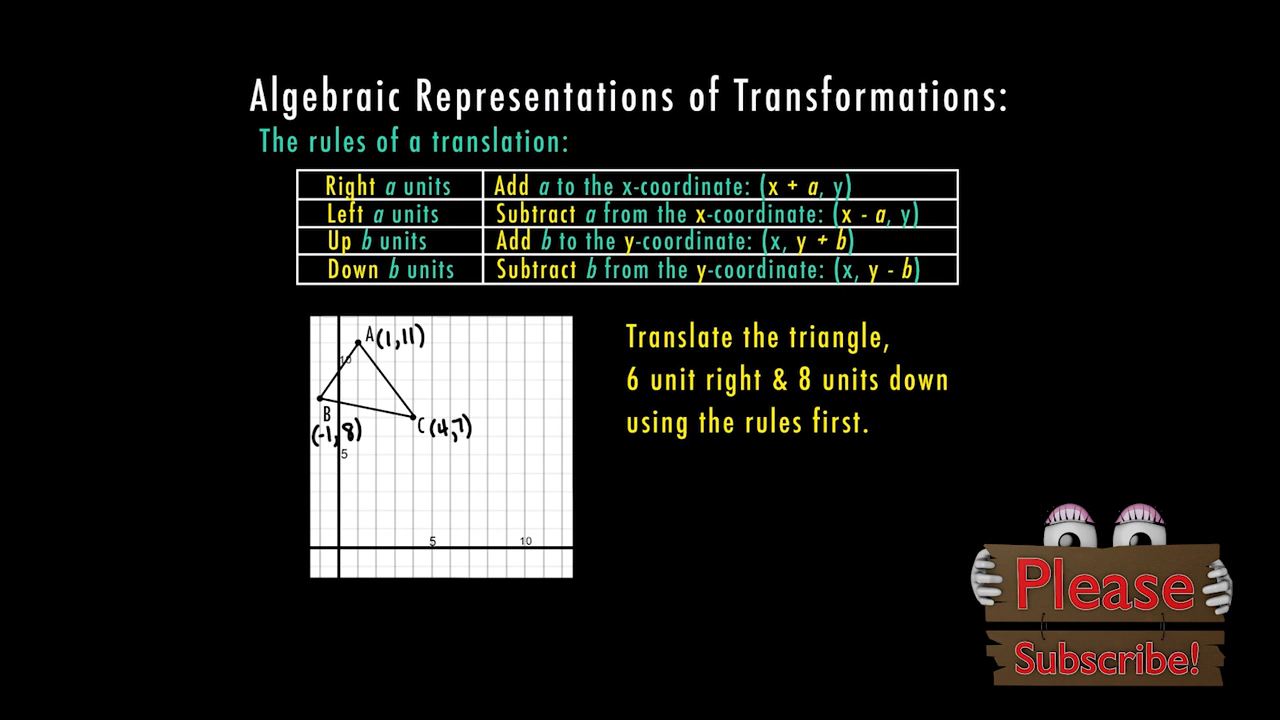 Algebraic Representations of Transformations:
The rules of a translation:
Right a units Add a to the x-coordinate: (x + a, y)
Left a units Subtract a from the x-coordinate: (x - a, y)
Up b units Add b to the y-coordinate: (x, y + b)
Down b units Subtract b from the y-coordinate: (x, y - b)
A (1,11)
10
B
(-1,8)
C (4,7)
5
5
10
Translate the triangle,
6 unit right & 8 units down
using the rules first.
Please
Subscribe!